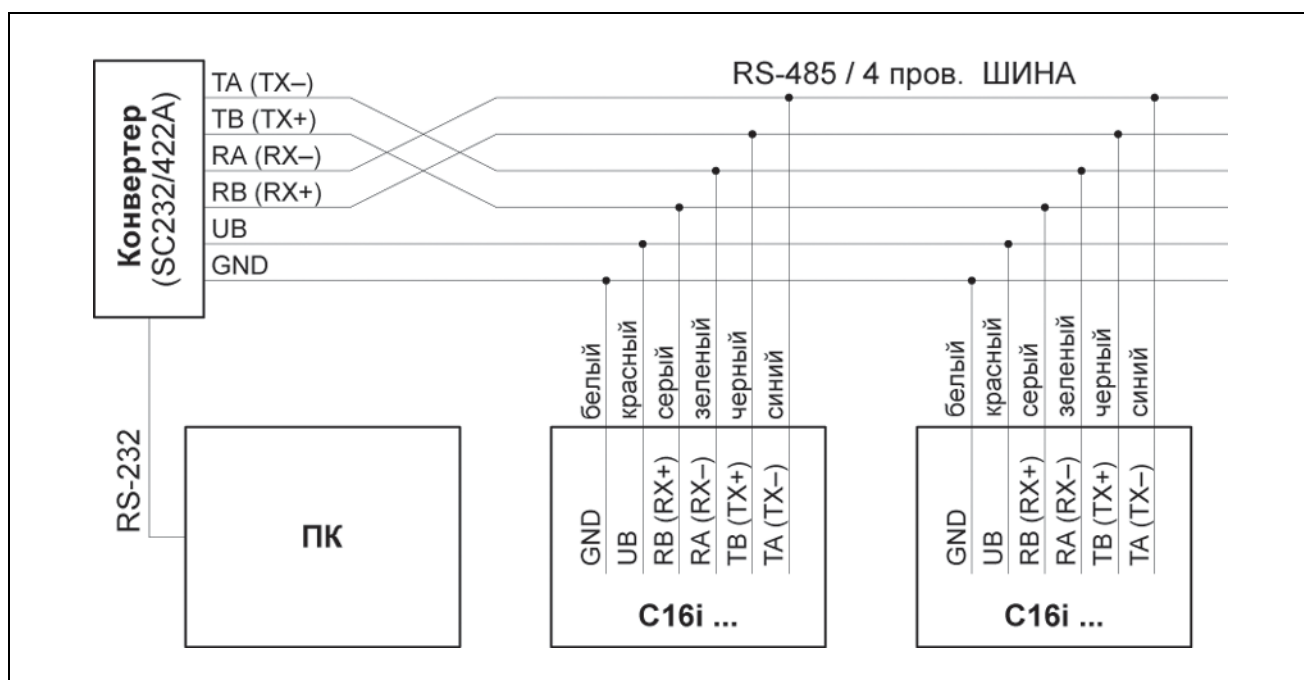 RS-485 / 4 пров. ШИНА
Конвертер
(SC232/422A)
TA (TX–)
TB (TX+)
RA (RX–)
RB (RX+)
UB
GND
RS-232
ПК
белый
красный
серый
зеленый
черный
синий
GND
UB
RB (RX+)
RA (RX–)
TB (TX+)
TA (TX–)
C16i ...
белый
красный
серый
зеленый
черный
синий
GND
UB
RB (RX+)
RA (RX–)
TB (TX+)
TA (TX–)
C16i ...